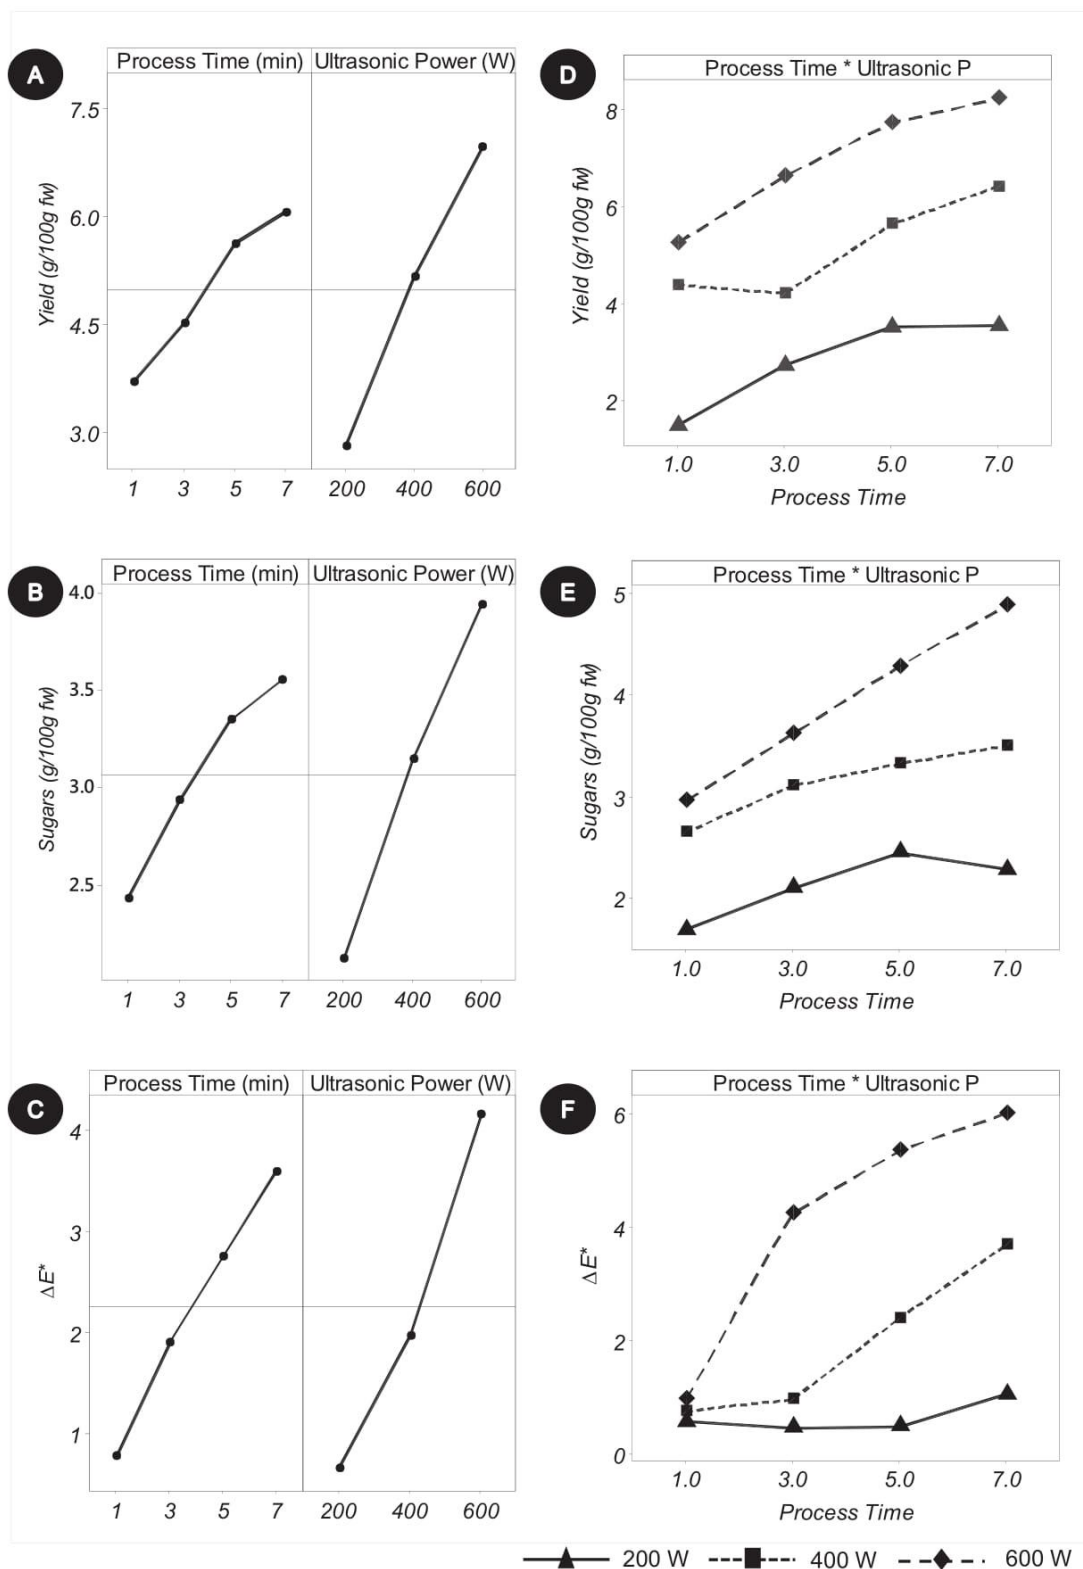 A
Process Time (min) Ultrasonic Power (W)
Yield (g/100g fw)
7.5
6.0
4.5
3.0
1 3 5 7 200 400 600
D
Process Time * Ultrasonic P
Yield (g/100g fw)
8
6
4
2
1.0 3.0 5.0 7.0
Process Time
B
Process Time (min) Ultrasonic Power (W)
Sugars (g/100g fw)
4.0
3.5
3.0
2.5
1 3 5 7 200 400 600
E
Process Time * Ultrasonic P
Sugars (g/100g fw)
5
4
3
2
1.0 3.0 5.0 7.0
Process Time
C
Process Time (min) Ultrasonic Power (W)
ΔE*
4
3
2
1
1 3 5 7 200 400 600
F
Process Time * Ultrasonic P
ΔE*
6
4
2
0
1.0 3.0 5.0 7.0
Process Time
200 W 400 W 600 W